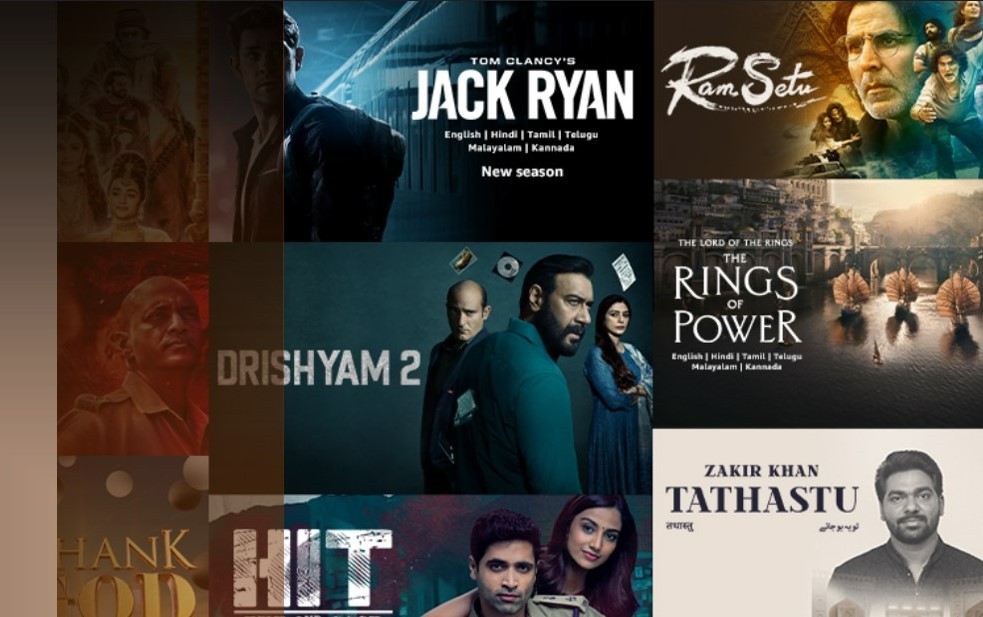 TOM CLANCY'S
JACK RYAN
English | Hindi | Tamil | Telugu
Malayalam | Kannada
New season
Ram Setu
THE LORD OF THE RINGS
THE
RINGS
OF
POWER
English | Hindi | Tamil | Telugu
Malayalam | Kannada
DRISHYAM 2
ZAKIR KHAN
TATHASTU
तथास्तु
HIT
HANK